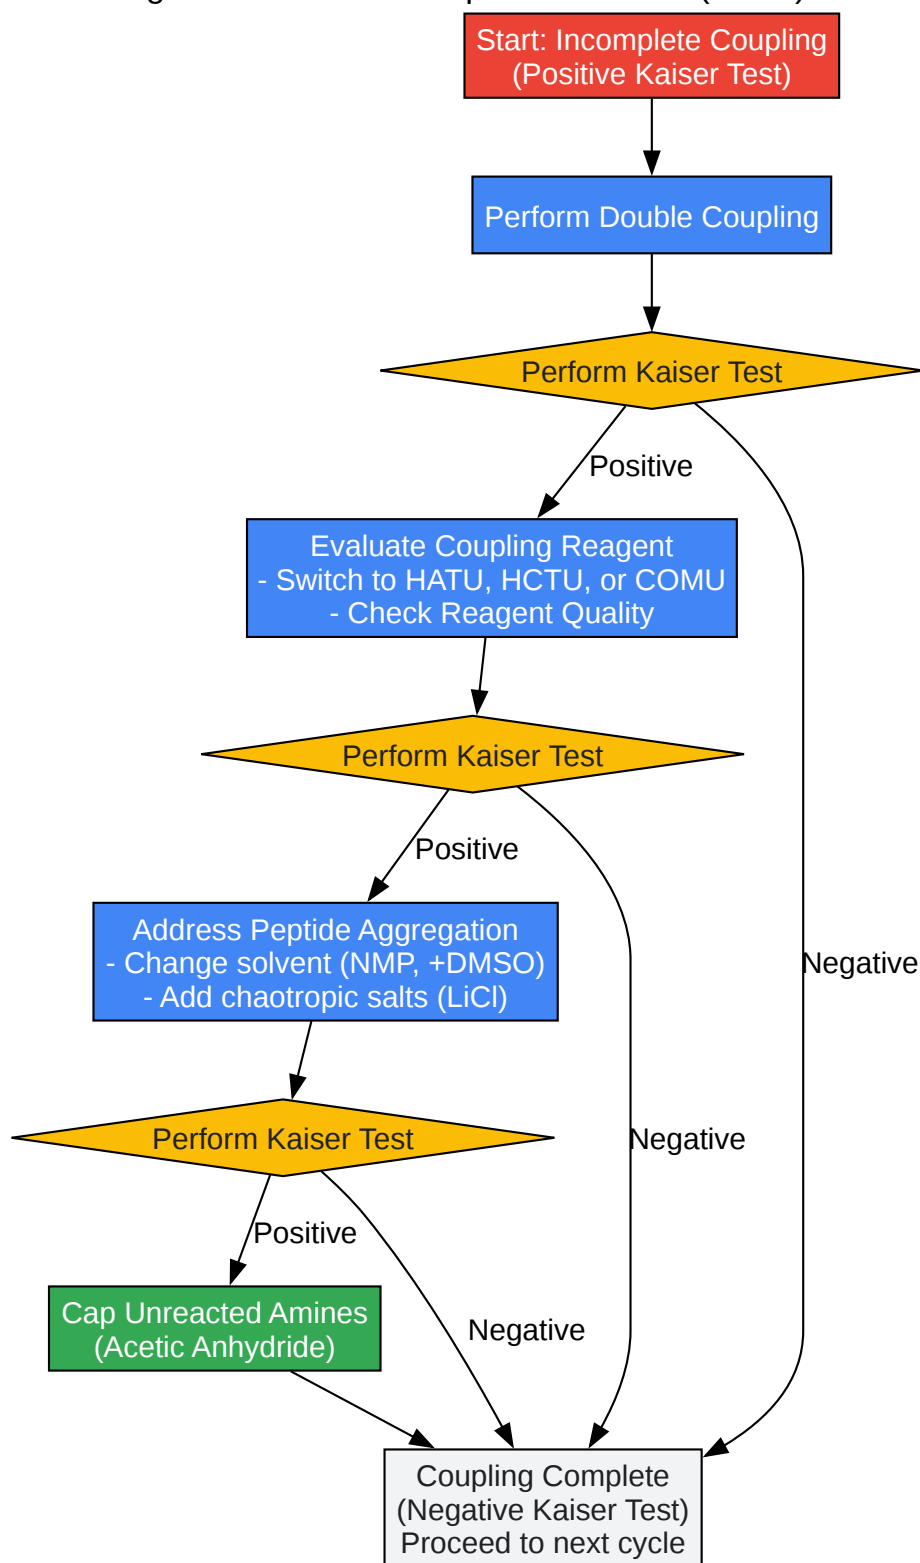 Start: Incomplete Coupling
(Positive Kaiser Test)
Perform Double Coupling
Perform Kaiser Test
Positive
Evaluate Coupling Reagent
- Switch to HATU, HCTU, or COMU
- Check Reagent Quality
Perform Kaiser Test
Positive
Address Peptide Aggregation
- Change solvent (NMP, +DMSO)
- Add chaotropic salts (LiCl)
Negative
Perform Kaiser Test
Negative
Positive
Cap Unreacted Amines
(Acetic Anhydride)
Negative
Coupling Complete
(Negative Kaiser Test)
Proceed to next cycle